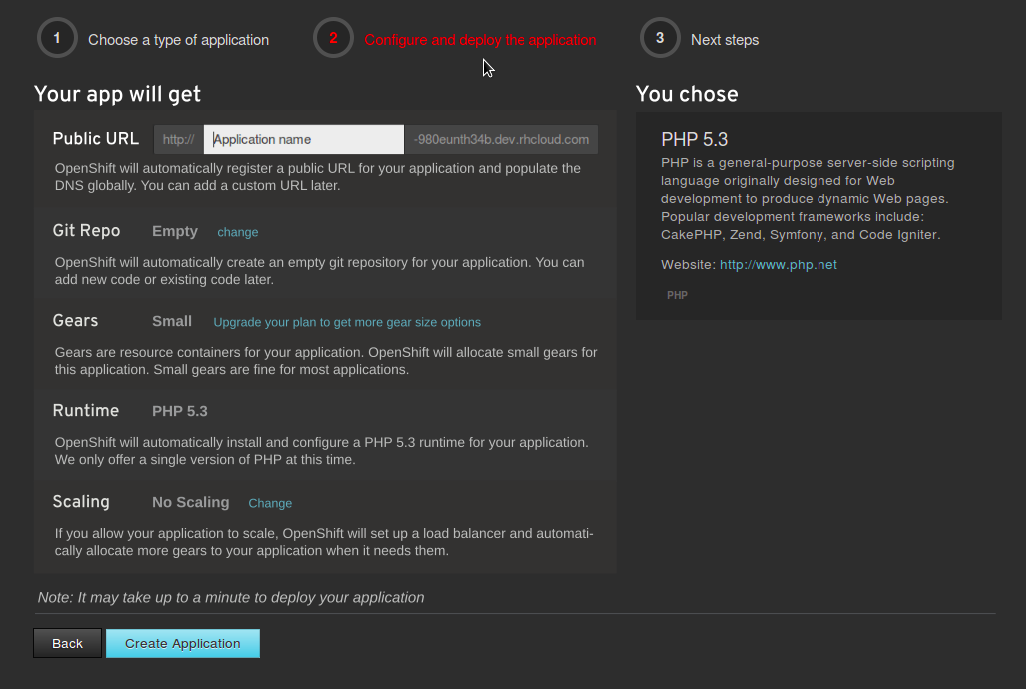 1 Choose a type of application 2 Configure and deploy the application 3 Next steps
Your app will get
Public URL http:// Application name -980eunth34b.dev.rhcloud.com
OpenShift will automatically register a public URL for your application and populate the
DNS globally. You can add a custom URL later.
Git Repo Empty change
OpenShift will automatically create an empty git repository for your application. You can
add new code or existing code later.
Gears Small Upgrade your plan to get more gear size options
Gears are resource containers for your application. OpenShift will allocate small gears for
this application. Small gears are fine for most applications.
Runtime PHP 5.3
OpenShift will automatically install and configure a PHP 5.3 runtime for your application.
We only offer a single version of PHP at this time.
Scaling No Scaling Change
If you allow your application to scale, OpenShift will set up a load balancer and automati-
cally allocate more gears to your application when it needs them.
You chose
PHP 5.3
PHP is a general-purpose server-side scripting
language originally designed for Web
development to produce dynamic Web pages.
Popular development frameworks include:
CakePHP, Zend, Symfony, and Code Igniter.
Website: http://www.php.net
PHP
Note: It may take up to a minute to deploy your application
Back Create Application